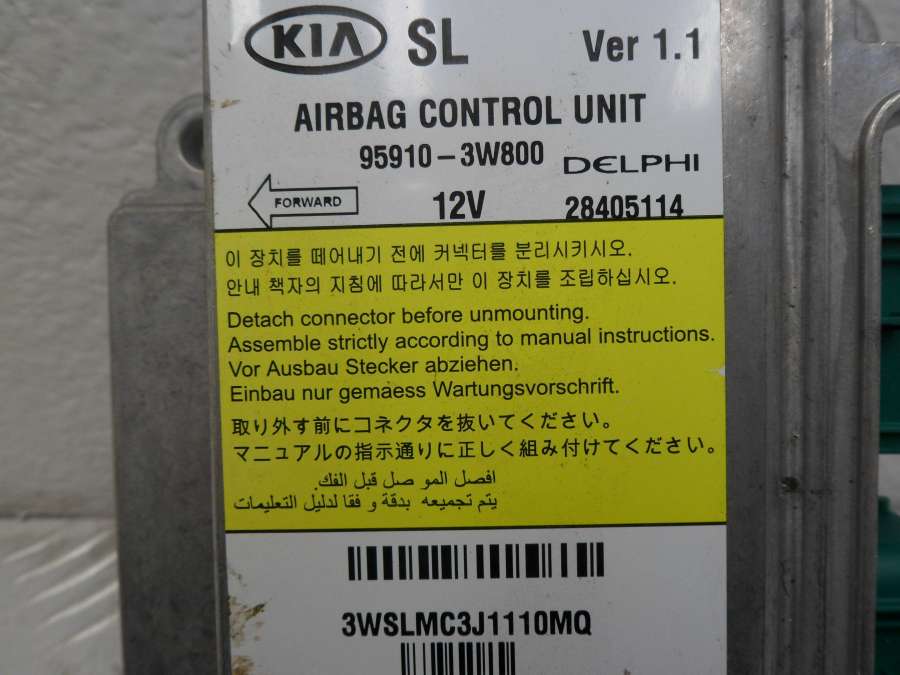 KIA SL Ver 1.1
AIRBAG CONTROL UNIT
95910-3W800 DELPHI
FORWARD 12V 28405114
이 장치를 떼어내기 전에 커넥터를 분리시키시오.
안내 책자의 지침에 따라서만 이 장치를 조립하십시오.
Detach connector before unmounting.
Assemble strictly according to manual instructions.
Vor Ausbau Stecker abziehen.
Einbau nur gemaess Wartungsvorschrift.
取り外す前にコネクタを抜いてください。
マニュアルの指示通りに正しく組み付けてください。
افصل المو صل قبل الفك.
يتم تجميعه بدقة و فقا لدليل التعليمات
3WSLMC3J1110MQ